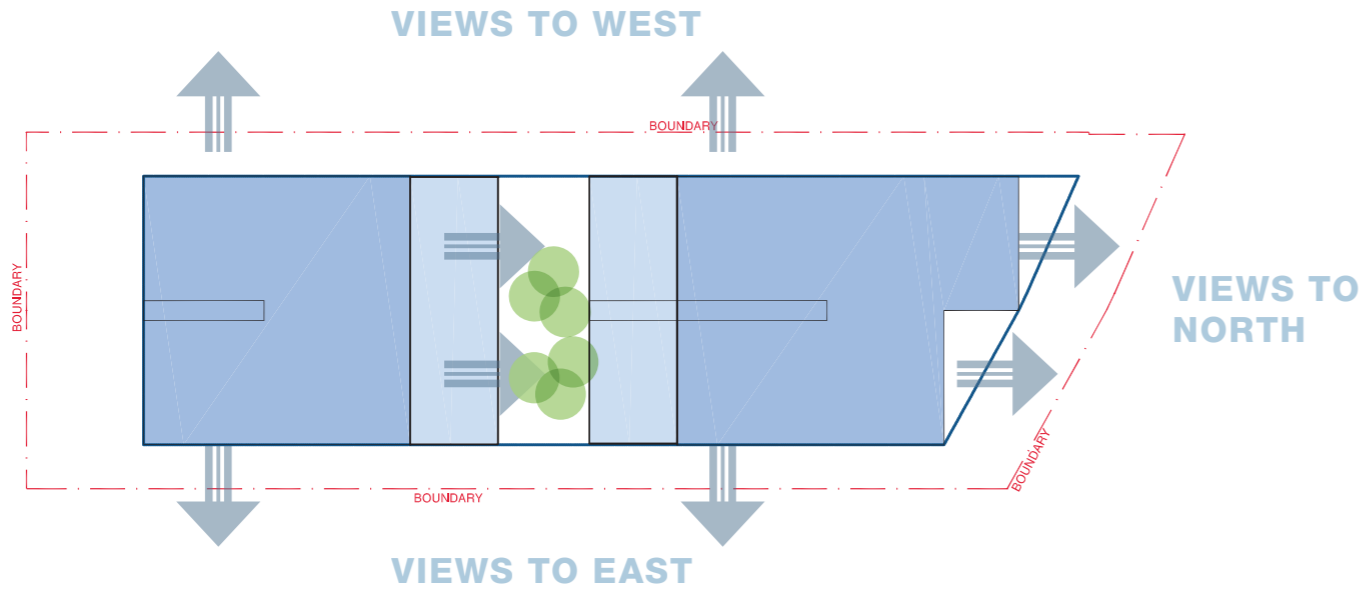 VIEWS TO WEST
BOUNDARY
BOUNDARY
VIEWS TO
NORTH
BOUNDARY
BOUNDARY
VIEWS TO EAST